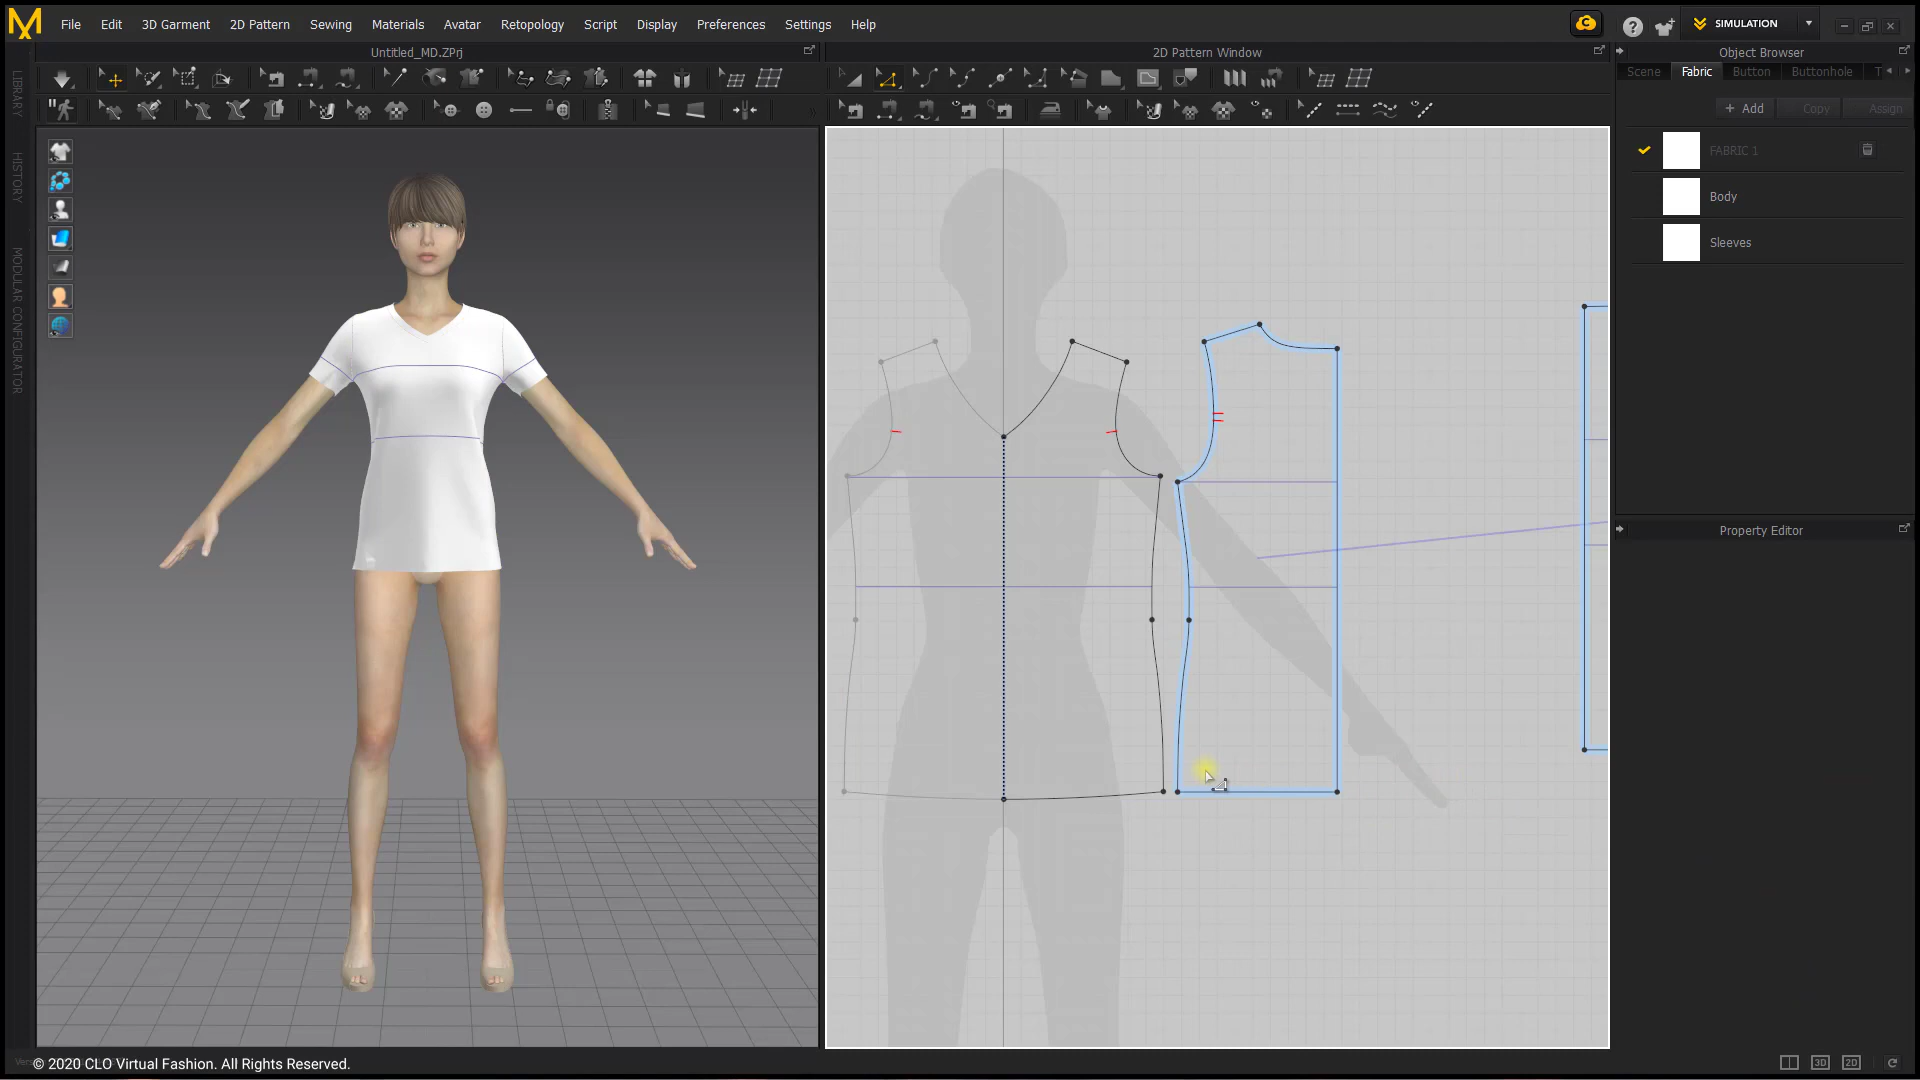 File Edit 3D Garment 2D Pattern Sewing Materials Avatar Retopology Script Display Preferences Settings Help
SIMULATION
Untitled_MD.ZPrj
2D Pattern Window
Object Browser
Scene Fabric Button Buttonhole T
+ Add Copy Assign
LIBRARY
HISTORY
MODULAR CONFIGURATOR
FABRIC 1
Body
Sleeves
Property Editor
© 2020 CLO Virtual Fashion. All Rights Reserved.
3D 2D